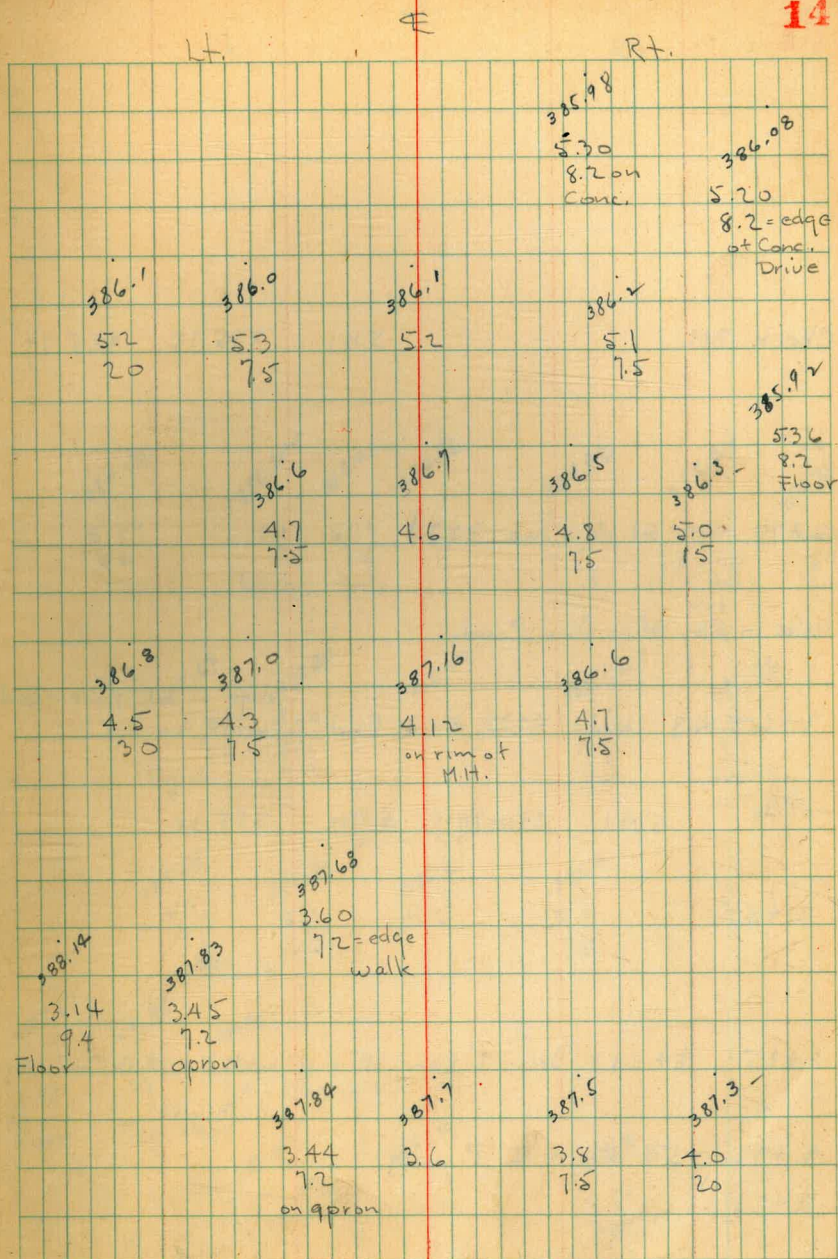 14
℄
Lt. Rt.
385.98
5.30
8.2 on
Conc.
386.08
5.20
8.2 = edge
of Conc.
Drive
386.1 386.0 386.1 386.2
5.2 5.3 5.2 5.1
20 7.5 7.5
385.92
5.36
8.2
Floor
386.6 386.7 386.5 386.3 -
4.7 4.6 4.8 5.0
7.5 7.5 15
386.8 387.0 387.16 386.6
4.5 4.3 4.12 4.7
30 7.5 on rim of 7.5
M.H.
387.68
3.60
7.2 = edge
walk
388.14 387.83
3.14 3.45
9.4 7.2
Floor apron
387.84 387.7 387.5 387.3 -
3.44 3.6 3.8 4.0
7.2 7.5 20
on apron